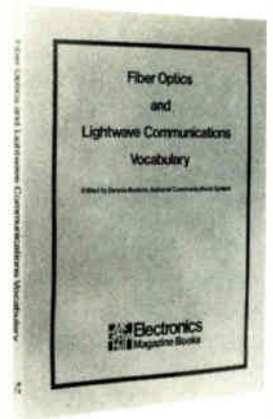 Fiber Optics
and
Lightwave Communications
Vocabulary
Edited by Dennis Bodson, National Communications System
Electronics
Magazine Books
Fiber Optics and Lightwave Communications Vocabulary